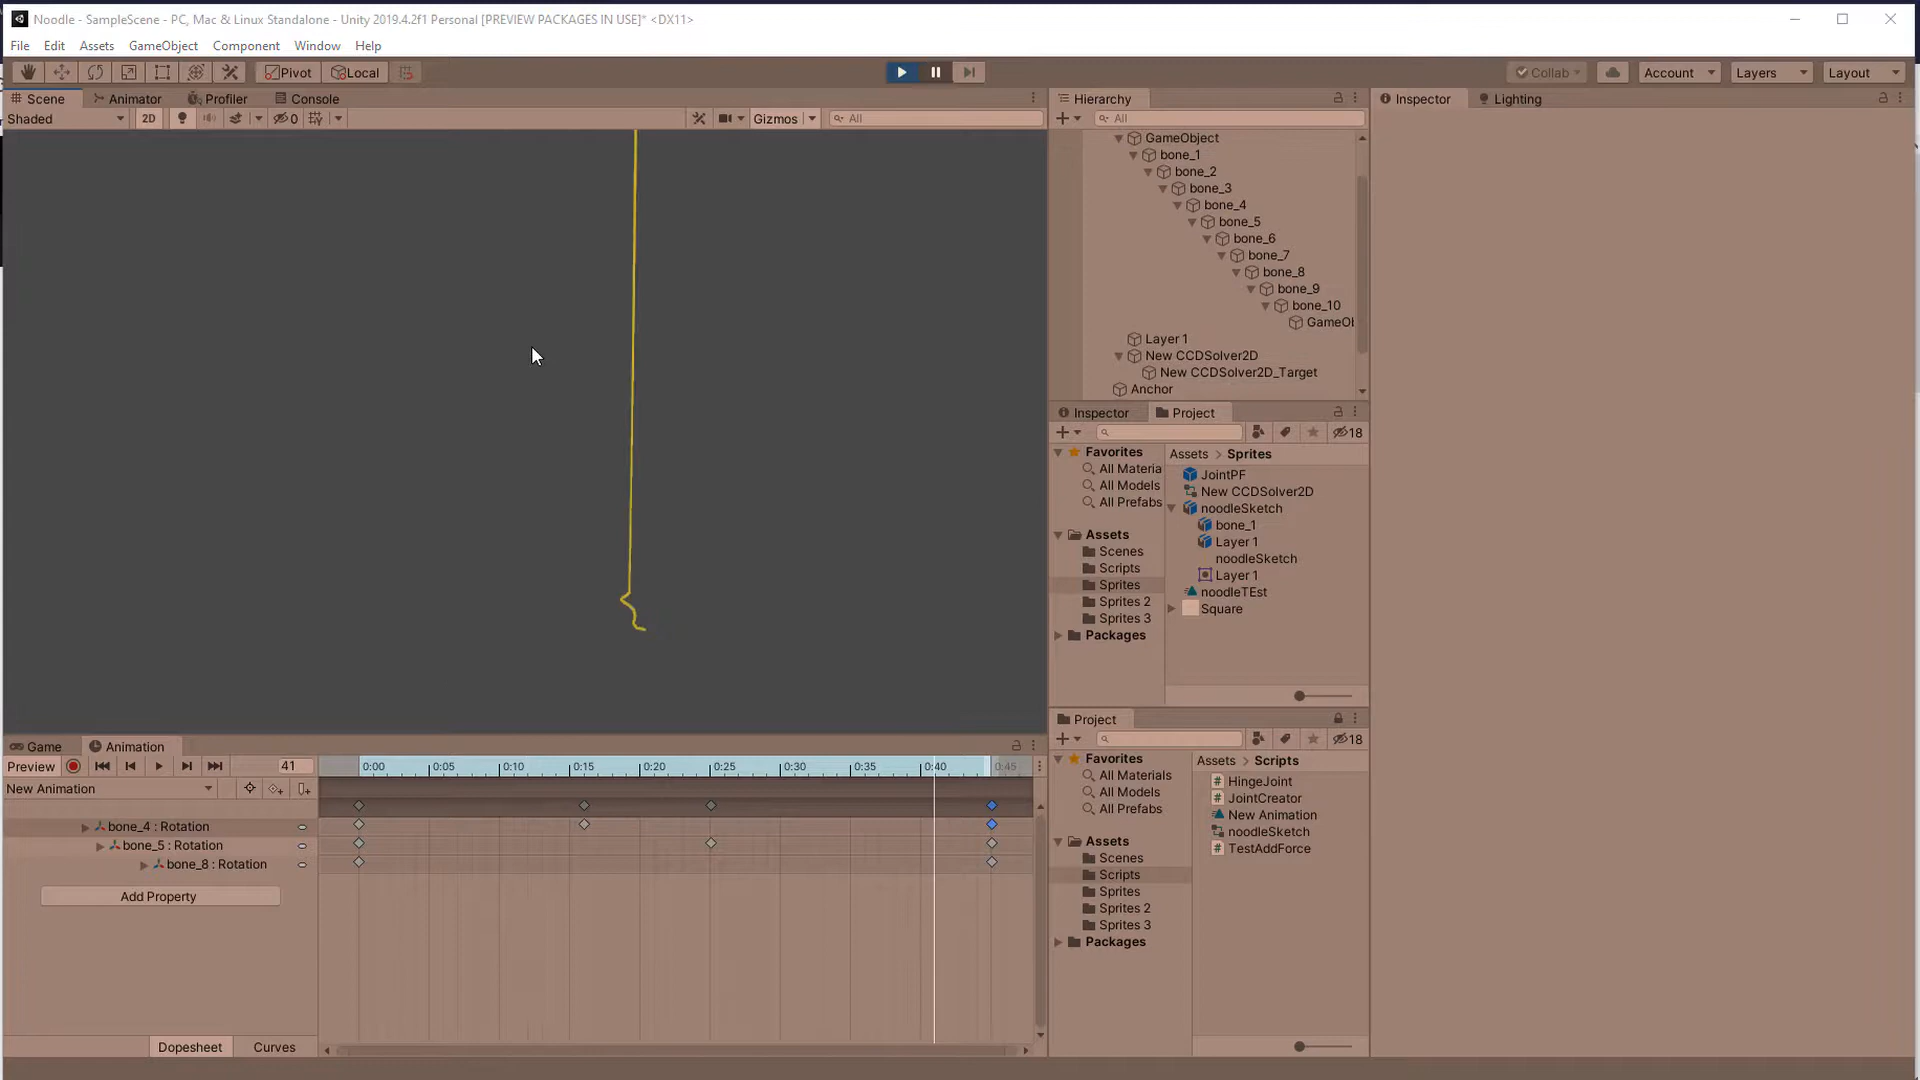 Noodle - SampleScene - PC, Mac & Linux Standalone - Unity 2019.4.2f1 Personal [PREVIEW PACKAGES IN USE]* <DX11>
File Edit Assets GameObject Component Window Help
Pivot Local Collab Account Layers Layout
Scene Animator Profiler Console
Shaded 2D 0 Gizmos All
Hierarchy
All
GameObject
bone_1
bone_2
bone_3
bone_4
bone_5
bone_6
bone_7
bone_8
bone_9
bone_10
GameOb
Layer 1
New CCDSolver2D
New CCDSolver2D_Target
Anchor
Inspector Lighting
Inspector Project
18
Favorites
All Materia
All Models
All Prefabs
Assets
Scenes
Scripts
Sprites
Sprites 2
Sprites 3
Packages
Assets > Sprites
JointPF
New CCDSolver2D
noodleSketch
bone_1
Layer 1
noodleSketch
Layer 1
noodleTEst
Square
Project
18
Favorites
All Materials
All Models
All Prefabs
Assets
Scenes
Scripts
Sprites
Sprites 2
Sprites 3
Packages
Assets > Scripts
HingeJoint
JointCreator
New Animation
noodleSketch
TestAddForce
Game Animation
Preview 41
0:00 0:05 0:10 0:15 0:20 0:25 0:30 0:35 0:40 0:45
New Animation
bone_4 : Rotation
bone_5 : Rotation
bone_8 : Rotation
Add Property
Dopesheet Curves